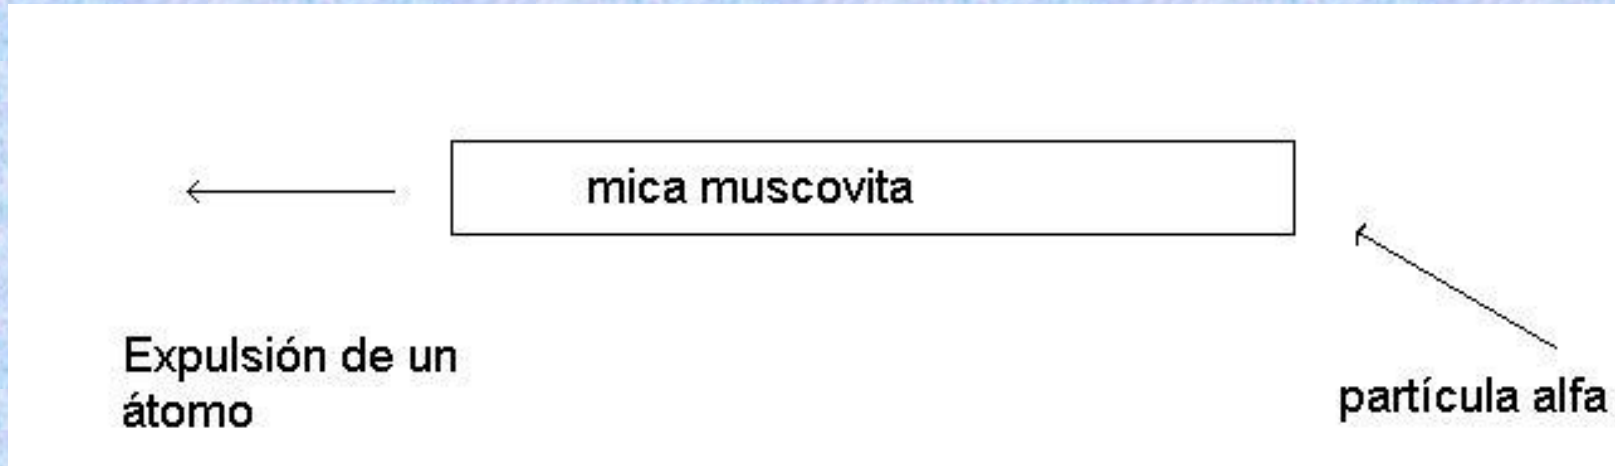 mica muscovita
Expulsión de un
átomo
partícula alfa